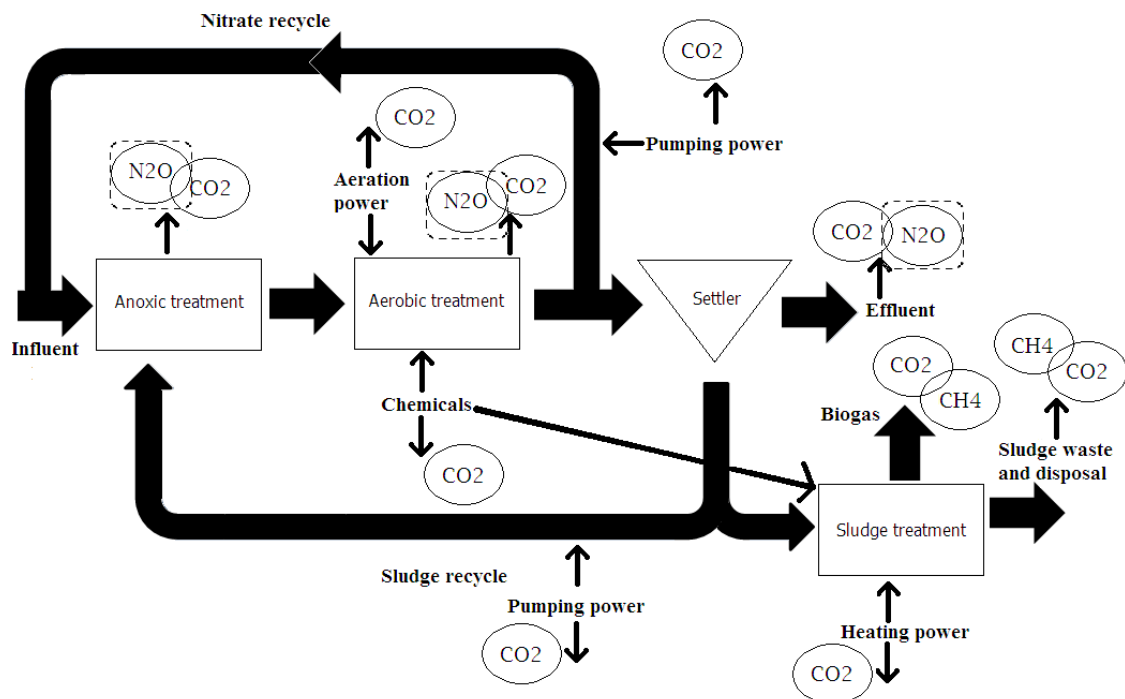 Nitrate recycle
CO2
CO2
Pumping power
N2O
CO2
Aeration
power
N2O
CO2
CO2
N2O
Anoxic treatment
Aerobic treatment
Settler
Effluent
Influent
CH4
CO2
CO2
CH4
Chemicals
Biogas
CO2
Sludge waste
and disposal
Sludge treatment
Sludge recycle
Pumping power
CO2
Heating power
CO2